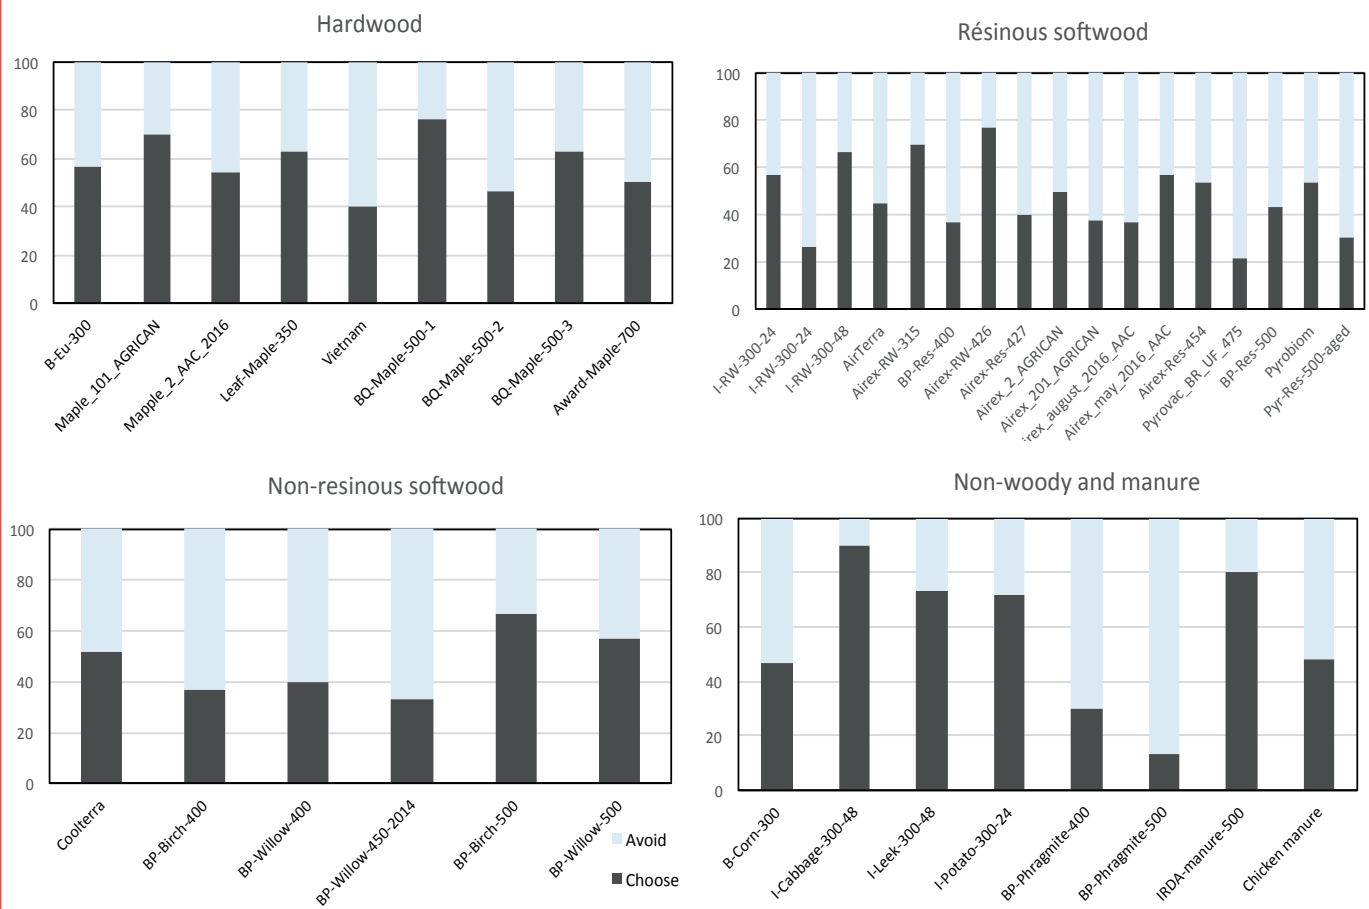 Hardwood
100
80
60
40
20
0
B-Eu-300
Maple_101_AGRICAN
Mapple_2_AAC_2016
Leaf-Maple-350
Vietnam
BQ-Maple-500-1
BQ-Maple-500-2
BQ-Maple-500-3
Award-Maple-700
Résinous softwood
100
80
60
40
20
0
I-RW-300-24
I-RW-300-24
I-RW-300-48
AirTerra
Airex-RW-315
BP-Res-400
Airex-RW-426
Airex-Res-427
Airex_2_AGRICAN
Airex_201_AGRICAN
irex_august_2016_AAC
Airex_may_2016_AAC
Airex-Res-454
Pyrovac_BR_UF_475
BP-Res-500
Pyrobiom
Pyr-Res-500-aged
Non-resinous softwood
100
80
60
40
20
0
Coolterra
BP-Birch-400
BP-Willow-400
BP-Willow-450-2014
BP-Birch-500
BP-Willow-500
Avoid
Choose
Non-woody and manure
100
80
60
40
20
0
B-Corn-300
I-Cabbage-300-48
I-Leek-300-48
I-Potato-300-24
BP-Phragmite-400
BP-Phragmite-500
IRDA-manure-500
Chicken manure